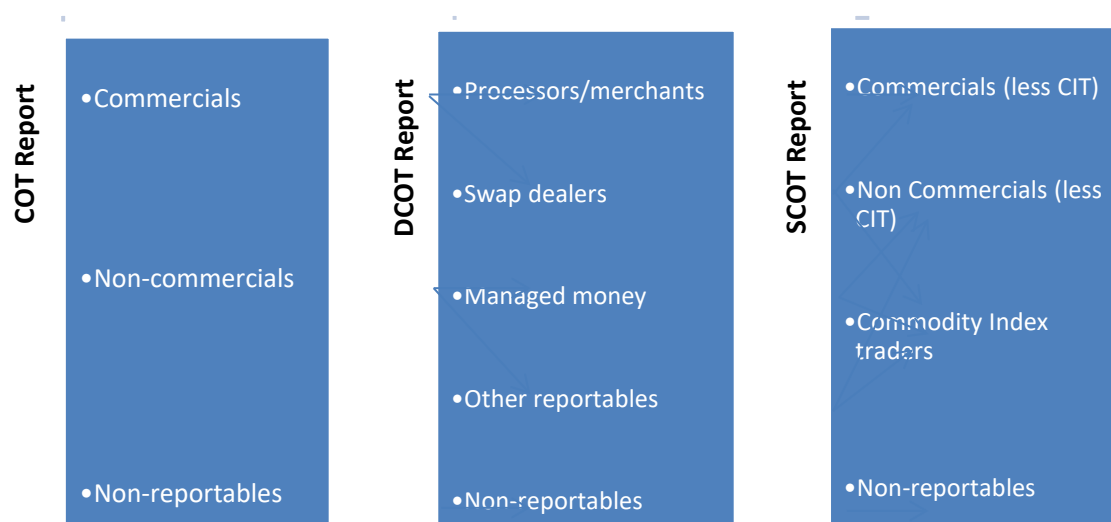 COT Report
•Commercials
•Non-commercials
•Non-reportables
DCOT Report
•Processors/merchants
•Swap dealers
•Managed money
•Other reportables
•Non-reportables
SCOT Report
•Commercials (less CIT)
•Non Commercials (less
CIT)
•Commodity Index
traders
•Non-reportables